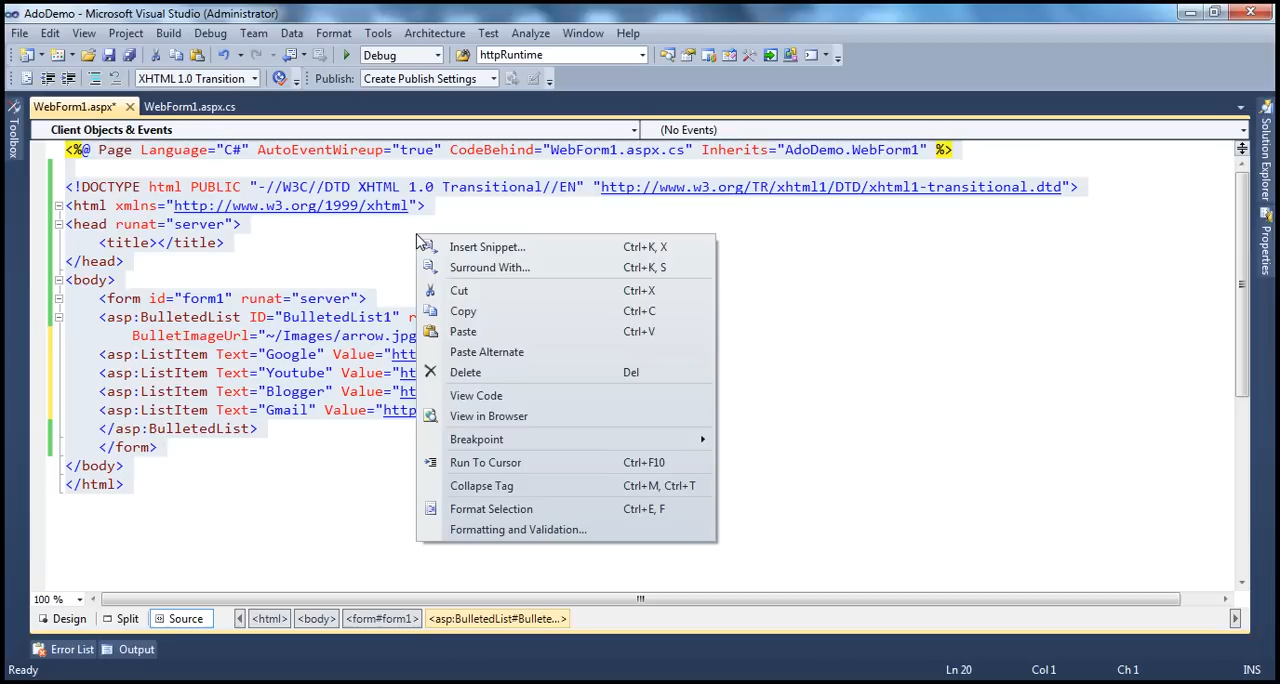 AdoDemo - Microsoft Visual Studio (Administrator)
File Edit View Project Build Debug Team Data Format Tools Architecture Test Analyze Window Help
Debug httpRuntime
XHTML 1.0 Transition Publish: Create Publish Settings
WebForm1.aspx* WebForm1.aspx.cs
Toolbox
Client Objects & Events (No Events)
Solution Explorer
Properties
<%@ Page Language="C#" AutoEventWireup="true" CodeBehind="WebForm1.aspx.cs" Inherits="AdoDemo.WebForm1" %>
<!DOCTYPE html PUBLIC "-//W3C//DTD XHTML 1.0 Transitional//EN" "http://www.w3.org/TR/xhtml1/DTD/xhtml1-transitional.dtd">
<html xmlns="http://www.w3.org/1999/xhtml">
<head runat="server">
<title></title>
</head>
<body>
<form id="form1" runat="server">
<asp:BulletedList ID="BulletedList1" r
BulletImageUrl="~/Images/arrow.jpg
<asp:ListItem Text="Google" Value="htt
<asp:ListItem Text="Youtube" Value="ht
<asp:ListItem Text="Blogger" Value="ht
<asp:ListItem Text="Gmail" Value="http
</asp:BulletedList>
</form>
</body>
</html>
Insert Snippet... Ctrl+K, X
Surround With... Ctrl+K, S
Cut Ctrl+X
Copy Ctrl+C
Paste Ctrl+V
Paste Alternate
Delete Del
View Code
View in Browser
Breakpoint
Run To Cursor Ctrl+F10
Collapse Tag Ctrl+M, Ctrl+T
Format Selection Ctrl+E, F
Formatting and Validation...
100 %
Design Split Source <html> <body> <form#form1> <asp:BulletedList#Bullete...>
Error List Output
Ready Ln 20 Col 1 Ch 1 INS